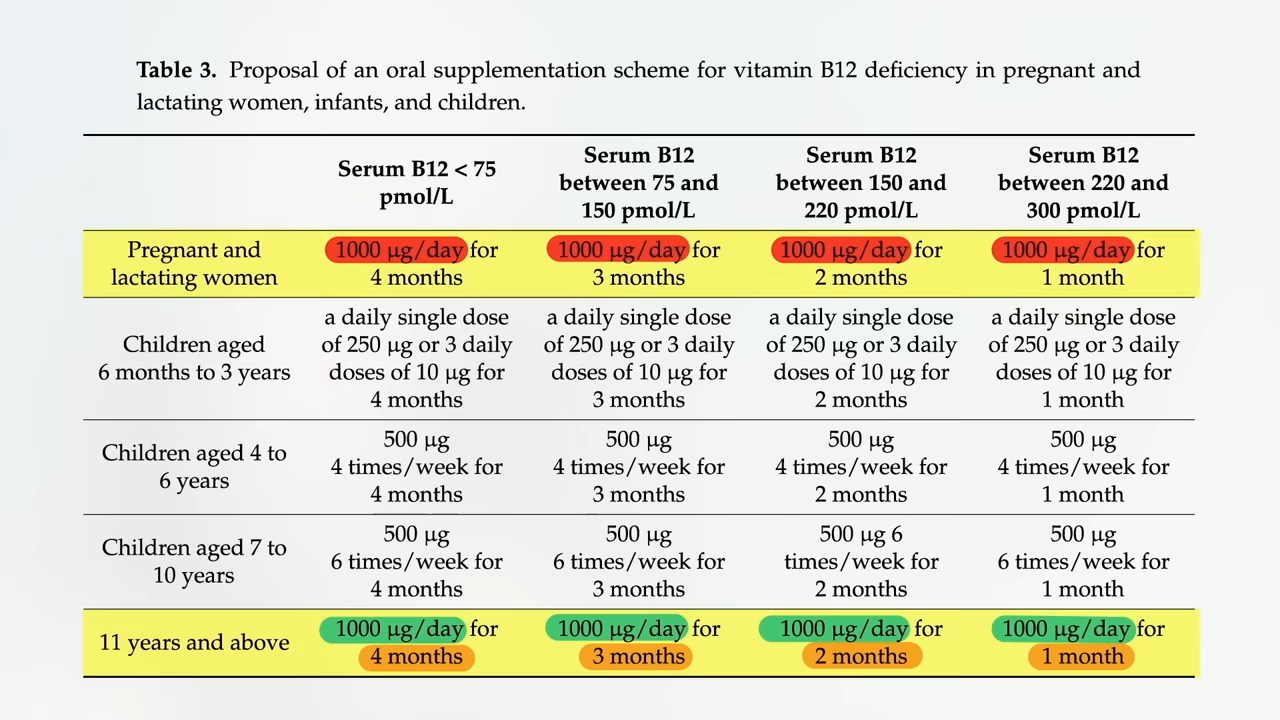 Table 3. Proposal of an oral supplementation scheme for vitamin B12 deficiency in pregnant and
lactating women, infants, and children.
Serum B12 < 75
pmol/L
Serum B12
between 75 and
150 pmol/L
Serum B12
between 150 and
220 pmol/L
Serum B12
between 220 and
300 pmol/L
Pregnant and
lactating women
1000 µg/day for
4 months
1000 µg/day for
3 months
1000 µg/day for
2 months
1000 µg/day for
1 month
Children aged
6 months to 3 years
a daily single dose
of 250 µg or 3 daily
doses of 10 µg for
4 months
a daily single dose
of 250 µg or 3 daily
doses of 10 µg for
3 months
a daily single dose
of 250 µg or 3 daily
doses of 10 µg for
2 months
a daily single dose
of 250 µg or 3 daily
doses of 10 µg for
1 month
Children aged 4 to
6 years
500 µg
4 times/week for
4 months
500 µg
4 times/week for
3 months
500 µg
4 times/week for
2 months
500 µg
4 times/week for
1 month
Children aged 7 to
10 years
500 µg
6 times/week for
4 months
500 µg
6 times/week for
3 months
500 µg 6
times/week for
2 months
500 µg
6 times/week for
1 month
11 years and above
1000 µg/day for
4 months
1000 µg/day for
3 months
1000 µg/day for
2 months
1000 µg/day for
1 month